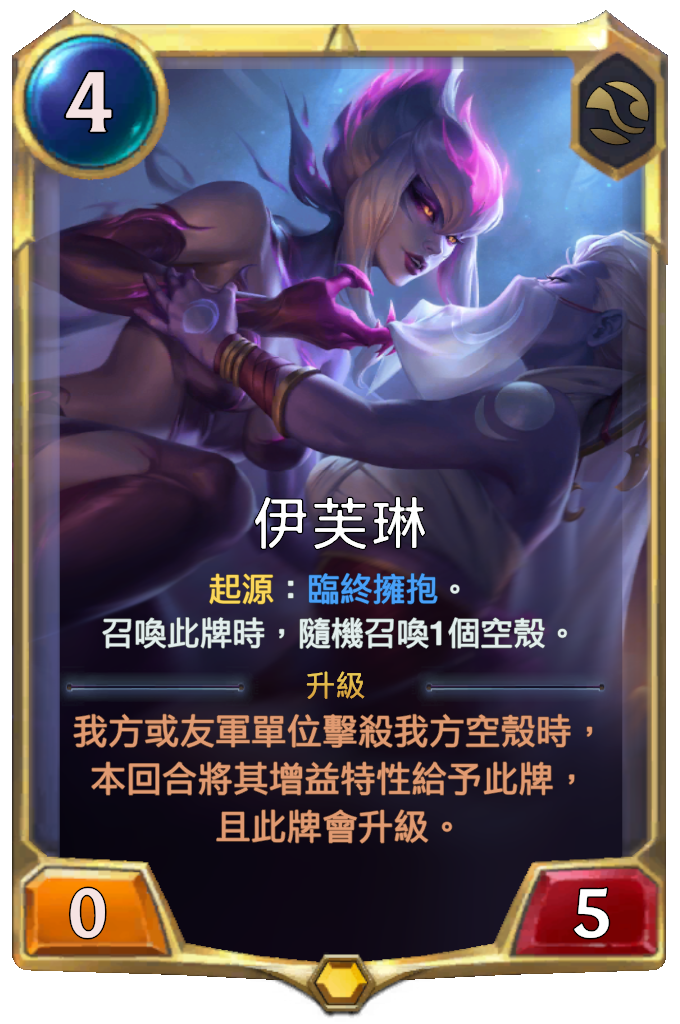 4
伊芙琳
起源：臨終擁抱。
召喚此牌時，隨機召喚1個空殼。
升級
我方或友軍單位擊殺我方空殼時，
本回合將其增益特性給予此牌，
且此牌會升級。
0
5